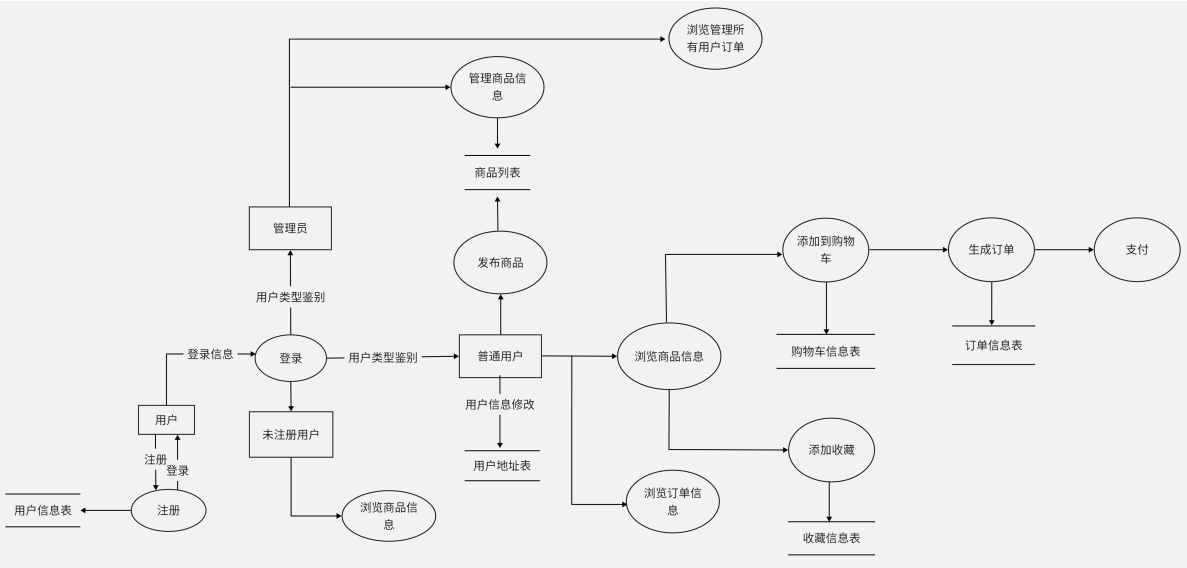 浏览管理所
有用户订单
管理商品信
息
商品列表
管理员
发布商品
添加到购物
车
生成订单
支付
用户类型鉴别
登录信息
登录
用户类型鉴别
普通用户
浏览商品信息
购物车信息表
订单信息表
用户
未注册用户
用户信息修改
用户地址表
添加收藏
注册
登录
用户信息表
注册
浏览商品信
息
浏览订单信
息
收藏信息表